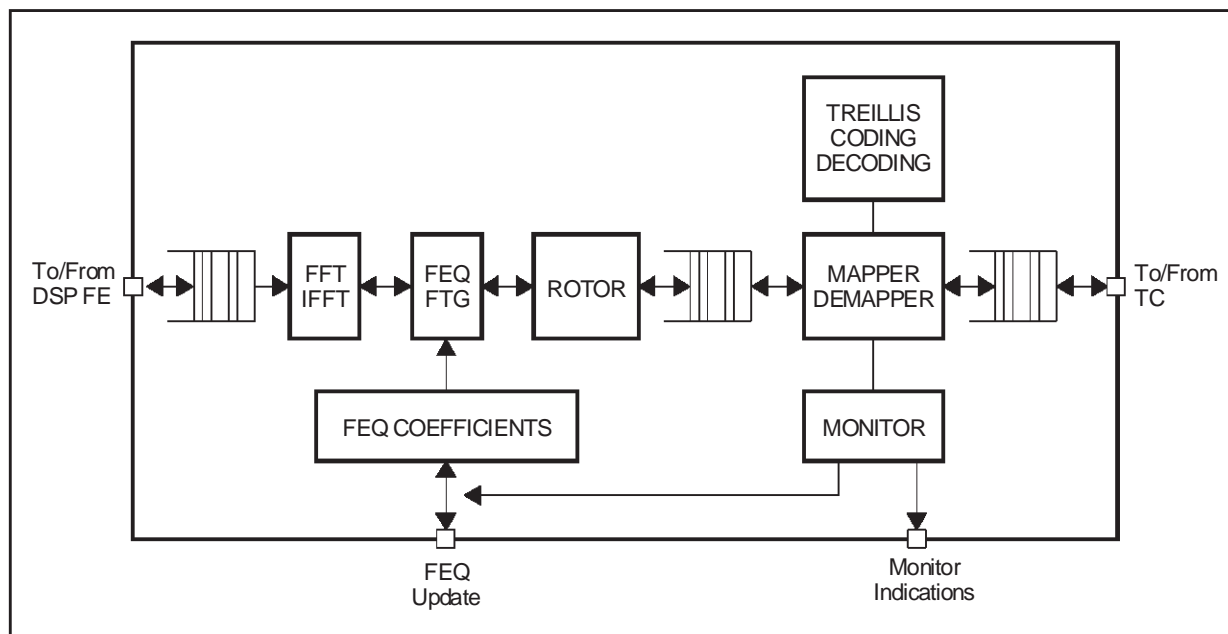 TREILLIS
CODING
DECODING
To/From
DSP FE
FFT
IFFT
FEQ
FTG
ROTOR
MAPPER
DEMAPPER
To/From
TC
FEQ COEFFICIENTS
MONITOR
FEQ
Update
Monitor
Indications